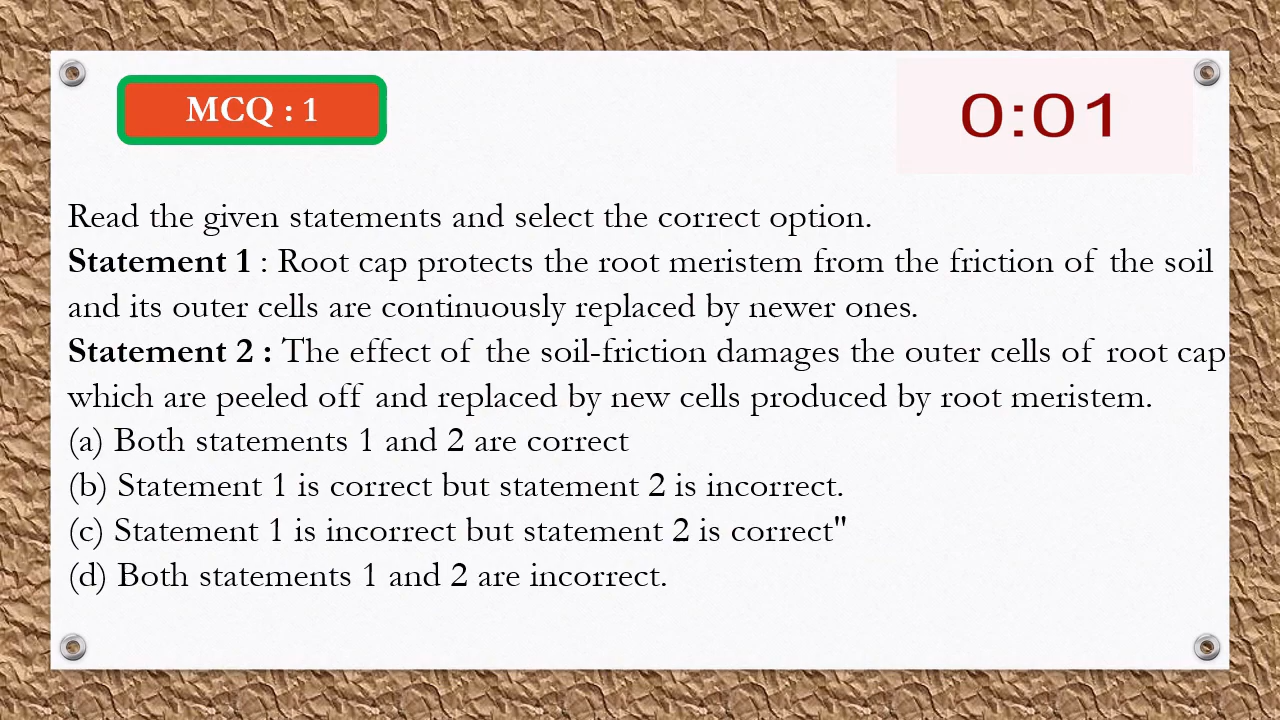 MCQ : 1
0:01
Read the given statements and select the correct option.
Statement 1 : Root cap protects the root meristem from the friction of the soil
and its outer cells are continuously replaced by newer ones.
Statement 2 : The effect of the soil-friction damages the outer cells of root cap
which are peeled off and replaced by new cells produced by root meristem.
(a) Both statements 1 and 2 are correct
(b) Statement 1 is correct but statement 2 is incorrect.
(c) Statement 1 is incorrect but statement 2 is correct"
(d) Both statements 1 and 2 are incorrect.